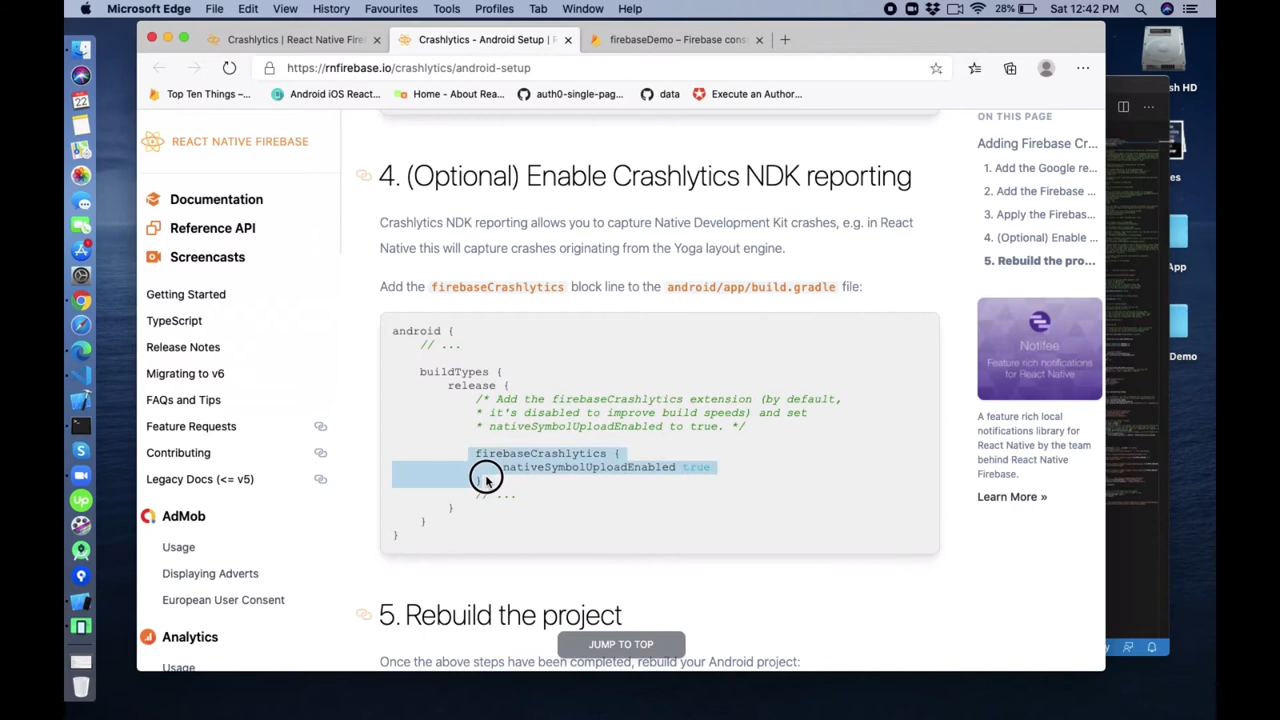 Microsoft Edge File Edit View History Favourites Tools Profiles Tab Window Help
28% Sat 12:42 PM
Crashlytics | React Native Fire
Android Setup |
firebaseDemo – Firebase cons
https://rnfirebase.io/crashlytics/android-setup
Top Ten Things –...
Android iOS React...
Home - Aboutrea...
auth0-single-pag...
data
Execute an Author...
sh HD
REACT NATIVE FIREBASE
Documentation
Reference API
Screencasts
Getting Started
TypeScript
Release Notes
Migrating to v6
FAQs and Tips
Feature Requests
Contributing
Legacy Docs (<= v5)
AdMob
Usage
Displaying Adverts
European User Consent
Analytics
Usage
4. (Optional) Enable Crashlytics NDK reporting
Crashlytics NDK reporting allows you to capture Native Development Kit crashes, e.g. in React
Native this will capture crashes originating from the Yoga layout engine.
Add the firebaseCrashlytics block line to the android/app/build.gradle file:
android {
...
buildTypes {
release {
/* Add the firebaseCrashlytics extension (by default,
* it's disabled to improve build speeds) and set
* nativeSymbolUploadEnabled to true. */
firebaseCrashlytics {
nativeSymbolUploadEnabled true
}
}
}
5. Rebuild the project
JUMP TO TOP
Once the above steps have been completed, rebuild your Android project:
ON THIS PAGE
Adding Firebase Cr...
1. Add the Google re...
2. Add the Firebase ...
3. Apply the Firebas...
4. (Optional) Enable ...
5. Rebuild the pro...
Notifee
Feature rich notifications
for React Native
A feature rich local
notifications library for
React Native by the team
behind React Native
Firebase.
Learn More »
es
App
Demo